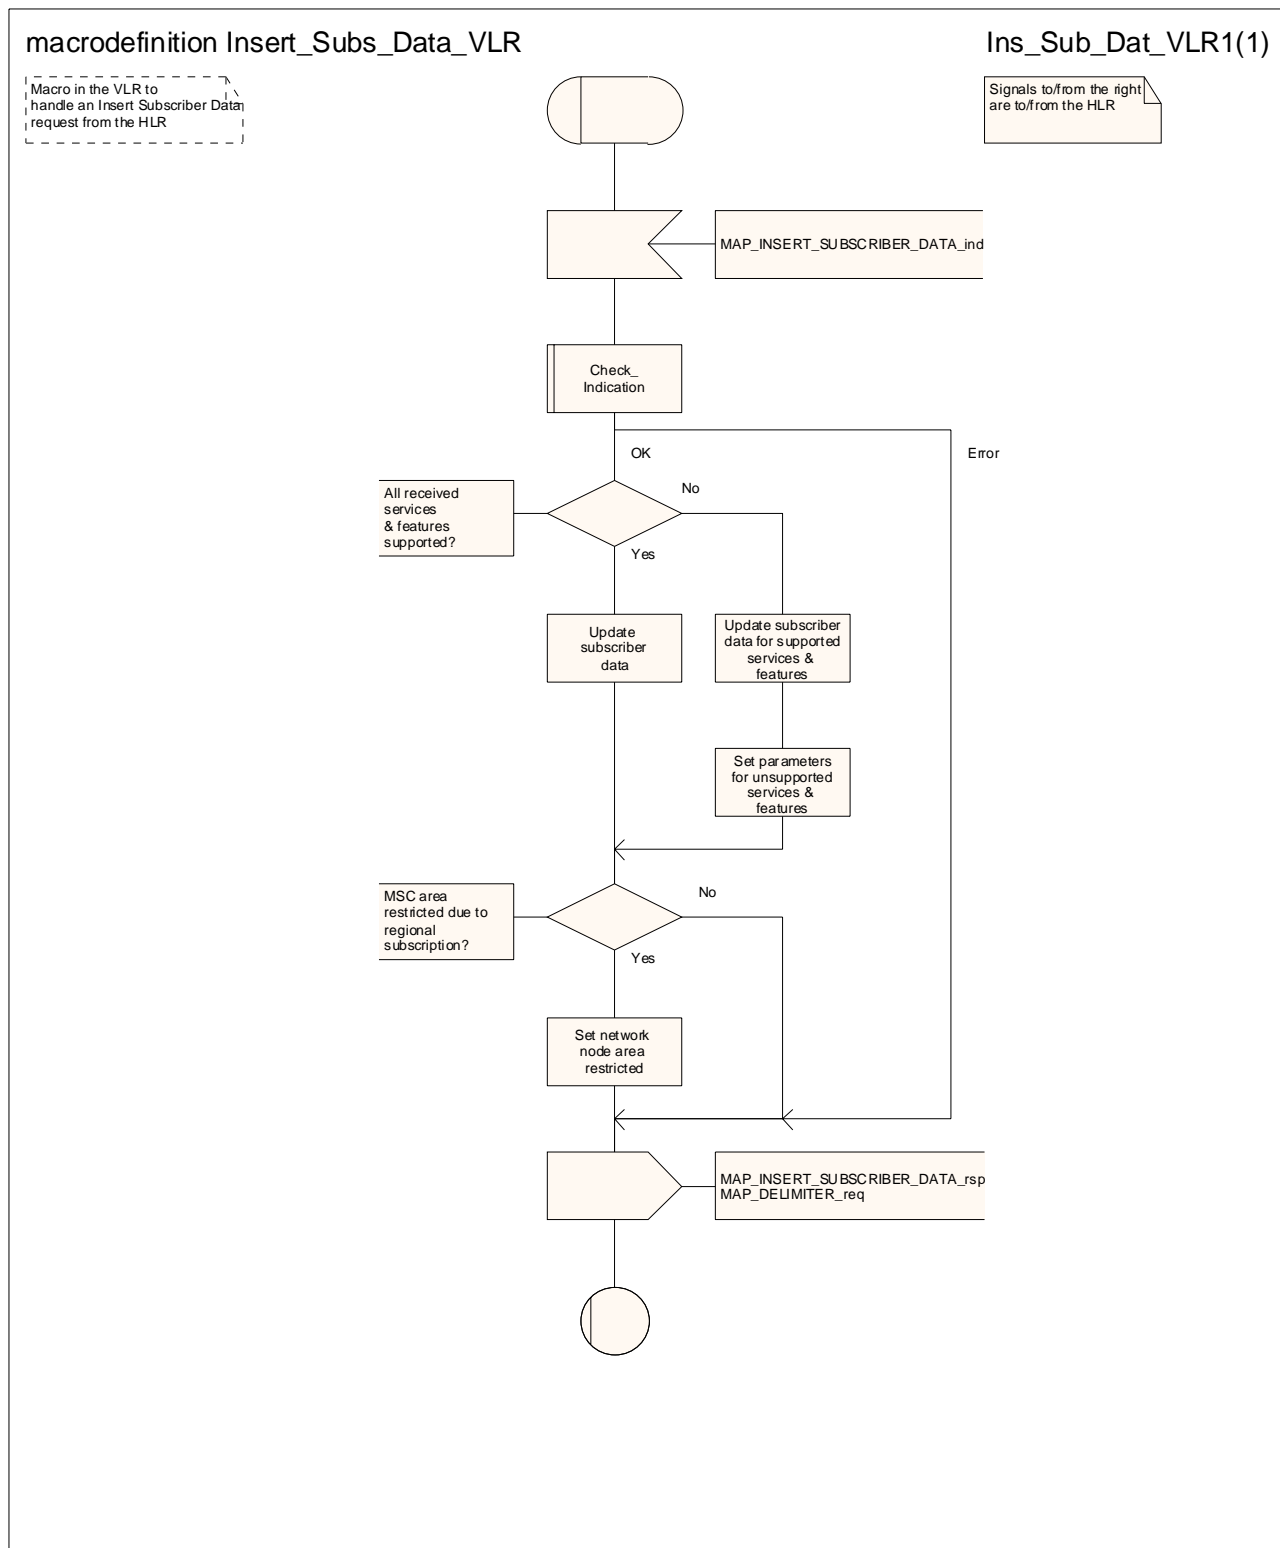 macrodefinition Insert_Subs_Data_VLR
Ins_Sub_Dat_VLR1(1)
Macro in the VLR to
handle an Insert Subscriber Data
request from the HLR
Signals to/from the right
are to/from the HLR
MAP_INSERT_SUBSCRIBER_DATA_ind
Check_
Indication
OK
Error
All received
services
& features
supported?
No
Yes
Update
subscriber
data
Update subscriber
data for supported
services &
features
Set parameters
for unsupported
services &
features
MSC area
restricted due to
regional
subscription?
No
Yes
Set network
node area
restricted
MAP_INSERT_SUBSCRIBER_DATA_rsp
MAP_DELIMITER_req